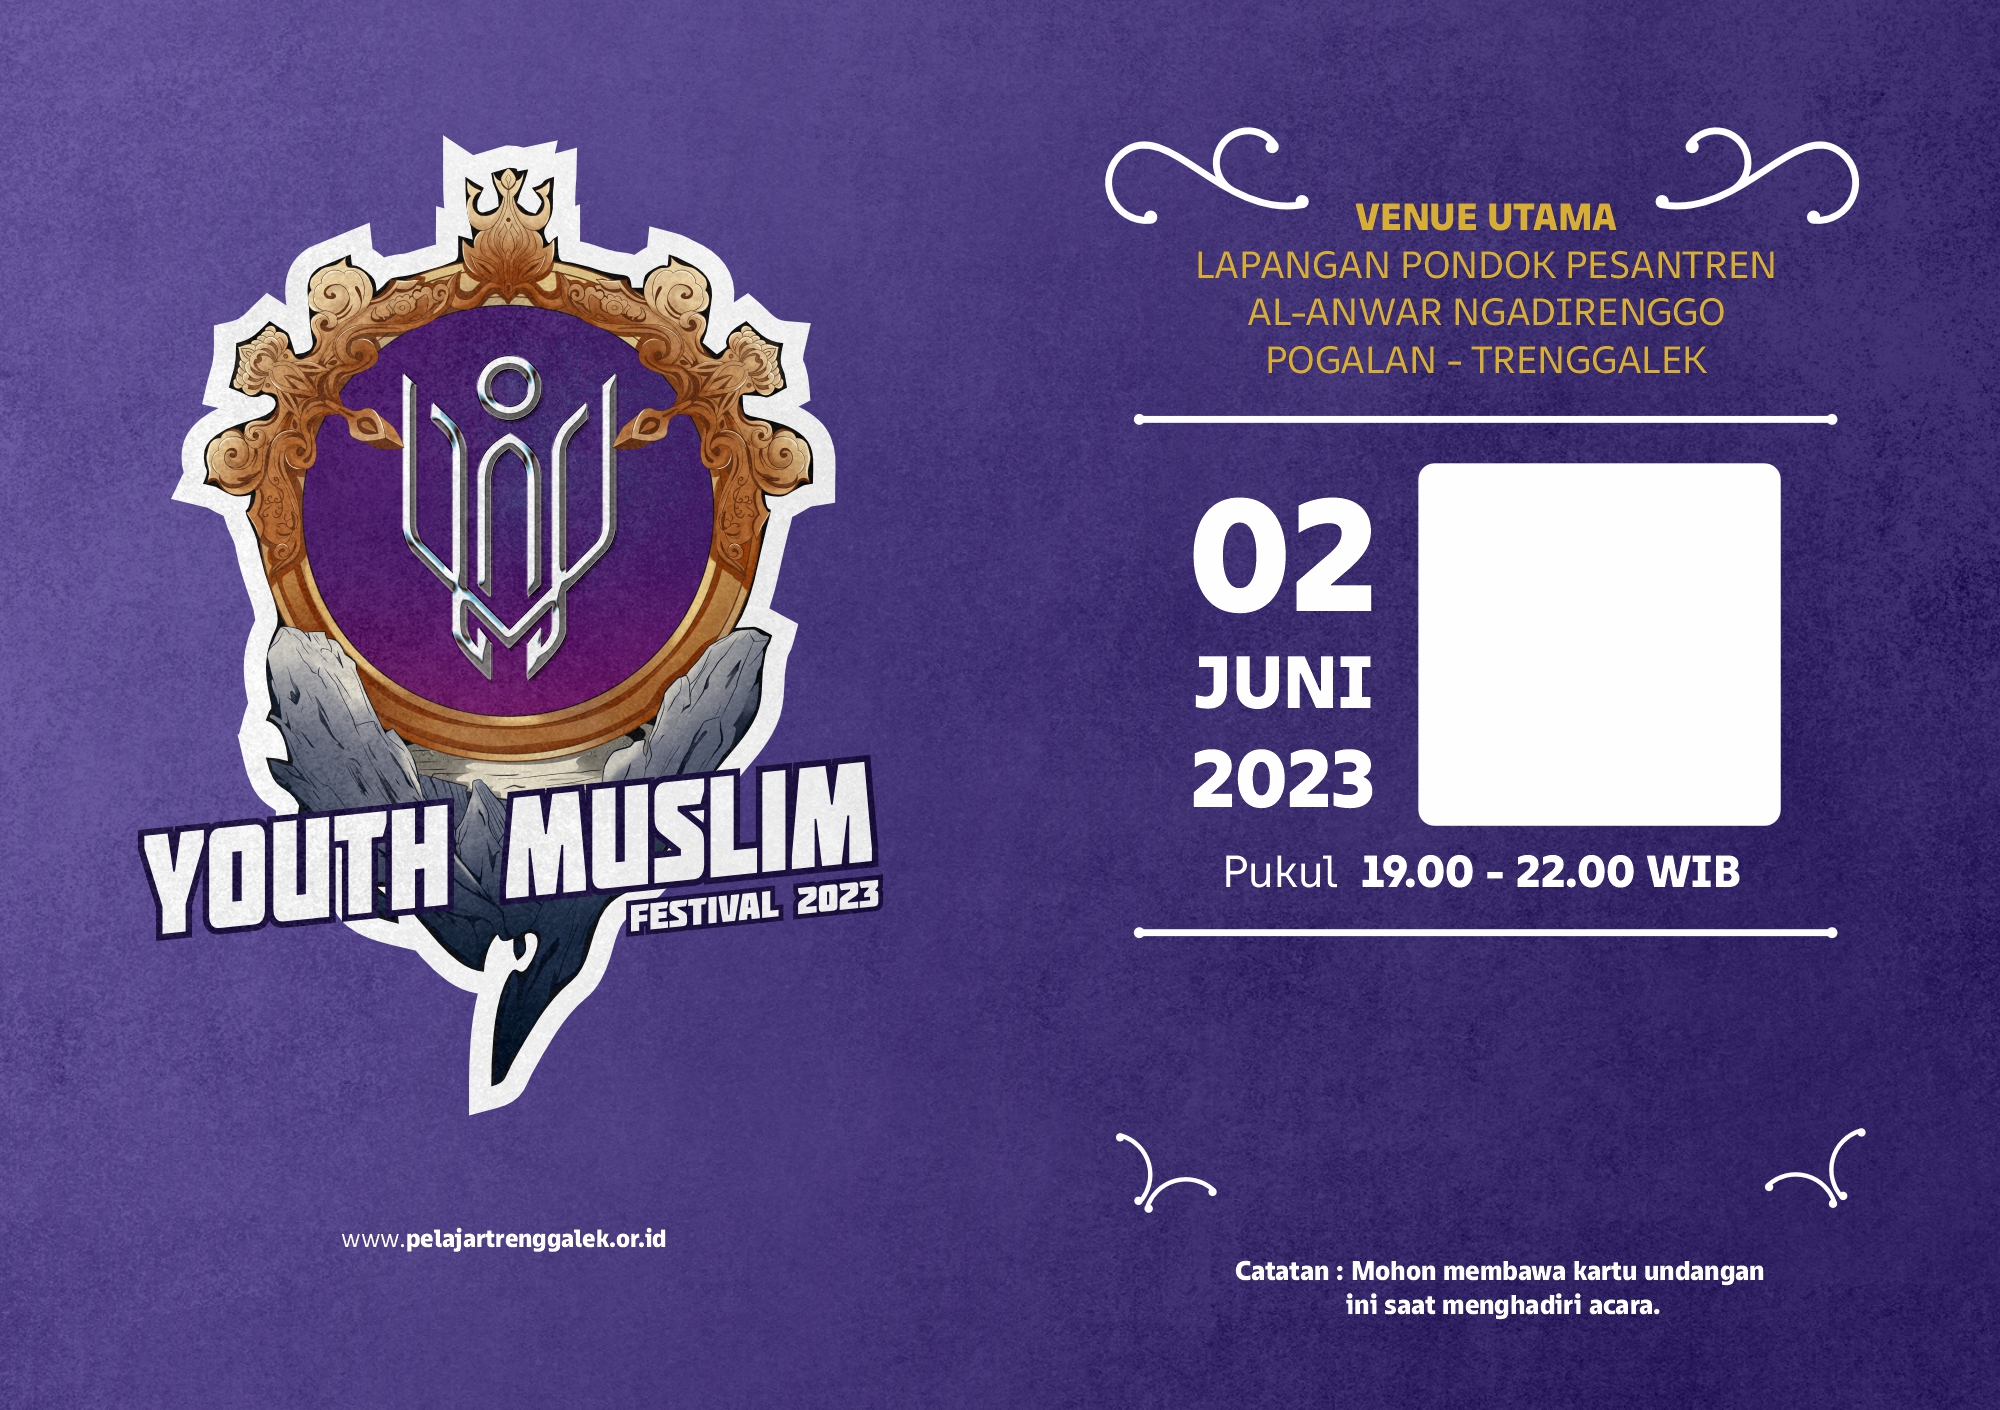 YOUTH MUSLIM
FESTIVAL 2023
www.pelajartrenggalek.or.id
VENUE UTAMA
LAPANGAN PONDOK PESANTREN
AL-ANWAR NGADIRENGGO
POGALAN - TRENGGALEK
02
JUNI
2023
Pukul 19.00 - 22.00 WIB
Catatan : Mohon membawa kartu undangan
ini saat menghadiri acara.